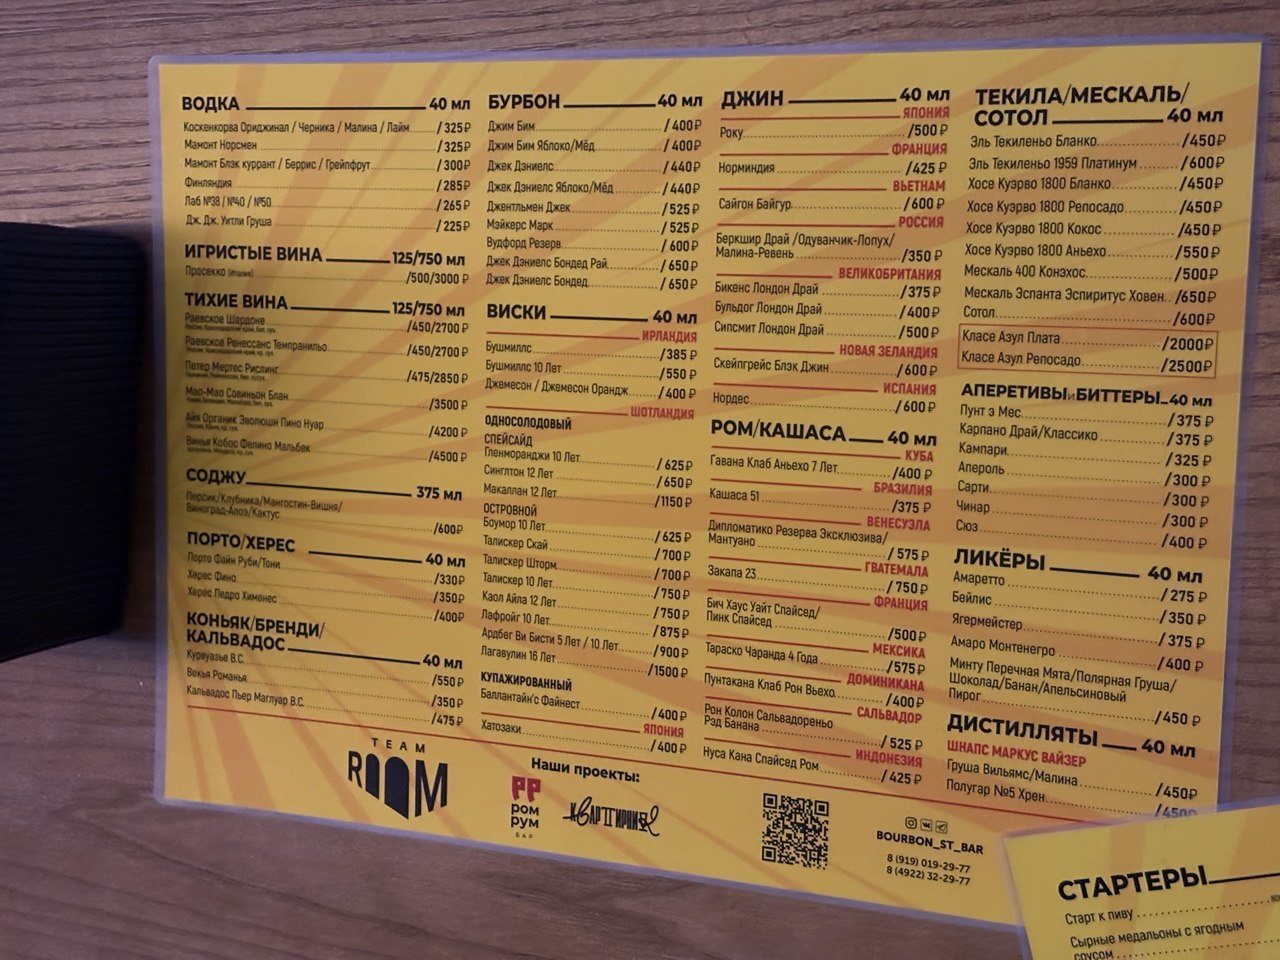 ВОДКА 40 мл
Коскенкорва Ориджинал / Черника / Малина / Лайм /325₽
Мамонт Норсмен /325₽
Мамонт Блэк куррант / Беррис / Грейпфрут /300₽
Финляндия /285₽
Лаб №38 / №40 / №50 /265₽
Дж. Дж. Уитли Груша /225₽
ИГРИСТЫЕ ВИНА 125/750 мл
Просекко (Италия) /500/3000 ₽
ТИХИЕ ВИНА 125/750 мл
Раевское Шардоне /450/2700 ₽
Раевское Ренессанс Темпранильо /450/2700 ₽
Петер Мертес Рислинг /475/2850 ₽
Мао-Мао Совиньон Блан /3500 ₽
Айя Органик Эволюшн Пино Нуар /4200 ₽
Винья Кобос Фелино Мальбек /4500 ₽
СОДЖУ 375 мл
Персик/Клубника/Мангостин-Вишня/
Виноград-Алоэ/Кактус /600₽
ПОРТО/ХЕРЕС 40 мл
Порто Файн Руби/Тони /330₽
Херес Фино /350₽
Херес Педро Хименес /400₽
КОНЬЯК/БРЕНДИ/
КАЛЬВАДОС 40 мл
Курвуазье В.С. /550 ₽
Векья Романья /350 ₽
Кальвадос Пьер Маглуар В.С. /475 ₽
БУРБОН 40 мл
Джим Бим /400₽
Джим Бим Яблоко/Мёд /400₽
Джек Дэниелс /440₽
Джек Дэниелс Яблоко/Мёд /440₽
Джентльмен Джек /525 ₽
Мэйкерс Марк /525 ₽
Вудфорд Резерв /600 ₽
Джек Дэниелс Бондед Рай /650 ₽
Джек Дэниелс Бондед /650 ₽
ВИСКИ 40 мл
ИРЛАНДИЯ
Бушмиллс /385 ₽
Бушмиллс 10 Лет /550 ₽
Джемесон / Джемесон Орандж /400 ₽
ШОТЛАНДИЯ
ОДНОСОЛОДОВЫЙ
СПЕЙСАЙД
Гленморанджи 10 Лет /625₽
Синглтон 12 Лет /650₽
Макаллан 12 Лет /1150₽
ОСТРОВНОЙ
Боумор 10 Лет /625 ₽
Талискер Скай /700 ₽
Талискер Шторм /700 ₽
Талискер 10 Лет /750 ₽
Каол Айла 12 Лет /750 ₽
Лафройг 10 Лет /875 ₽
Ардбег Ви Бисти 5 Лет / 10 Лет /900 ₽
Лагавулин 16 Лет /1500 ₽
КУПАЖИРОВАННЫЙ
Баллантайн'с Файнест /400 ₽
ЯПОНИЯ
Хатозаки /400 ₽
ДЖИН 40 мл
ЯПОНИЯ
Року /500 ₽
ФРАНЦИЯ
Норминдия /425 ₽
ВЬЕТНАМ
Сайгон Байгур /600 ₽
РОССИЯ
Беркшир Драй /Одуванчик-Лопух/
Малина-Ревень /350 ₽
ВЕЛИКОБРИТАНИЯ
Бикенс Лондон Драй /375 ₽
Бульдог Лондон Драй /400 ₽
Сипсмит Лондон Драй /500 ₽
НОВАЯ ЗЕЛАНДИЯ
Скейпгрейс Блэк Джин /600 ₽
ИСПАНИЯ
Нордес /600 ₽
РОМ/КАШАСА 40 мл
КУБА
Гавана Клаб Аньехо 7 Лет /400 ₽
БРАЗИЛИЯ
Кашаса 51 /375 ₽
ВЕНЕСУЭЛА
Дипломатико Резерва Эксклюзива/
Мантуано / 575 ₽
ГВАТЕМАЛА
Закапа 23 /750 ₽
ФРАНЦИЯ
Бич Хаус Уайт Спайсед/
Пинк Спайсед /500₽
МЕКСИКА
Тараско Чаранда 4 Года /575₽
ДОМИНИКАНА
Пунтакана Клаб Рон Вьехо /400₽
САЛЬВАДОР
Рон Колон Сальвадореньо
Рэд Банана / 525 ₽
ИНДОНЕЗИЯ
Нуса Кана Спайсед Ром / 425 ₽
ТЕКИЛА/МЕСКАЛЬ/
СОТОЛ 40 мл
Эль Текиленьо Бланко /450₽
Эль Текиленьо 1959 Платинум /600₽
Хосе Куэрво 1800 Бланко /450₽
Хосе Куэрво 1800 Репосадо /450₽
Хосе Куэрво 1800 Кокос /450₽
Хосе Куэрво 1800 Аньехо /550 ₽
Мескаль 400 Конэхос /500₽
Мескаль Эспанта Эспиритус Ховен /650₽
Сотол /600₽
Класе Азул Плата /2000₽
Класе Азул Репосадо /2500₽
АПЕРЕТИВЫ и БИТТЕРЫ 40 мл
Пунт э Мес / 375 ₽
Карпано Драй/Классико / 375 ₽
Кампари / 325 ₽
Апероль / 300 ₽
Сарти / 300 ₽
Чинар / 300 ₽
Сюз / 400 ₽
ЛИКЁРЫ 40 мл
Амаретто / 275 ₽
Бейлис / 350 ₽
Ягермейстер / 375 ₽
Амаро Монтенегро / 400 ₽
Минту Перечная Мята/Полярная Груша/
Шоколад/Банан/Апельсиновый
Пирог / 450 ₽
ДИСТИЛЛЯТЫ 40 мл
ШНАПС МАРКУС ВАЙЗЕР
Груша Вильямс/Малина /450₽
Полугар №5 Хрен /450₽
TEAM
ROOM
Наши проекты:
РР
ром
рум
БАР
КВАРТИРНИК
BOURBON_ST_BAR
8 (919) 019-29-77
8 (4922) 32-29-77
СТАРТЕРЫ
Старт к пиву
Сырные медальоны с ягодным
соусом